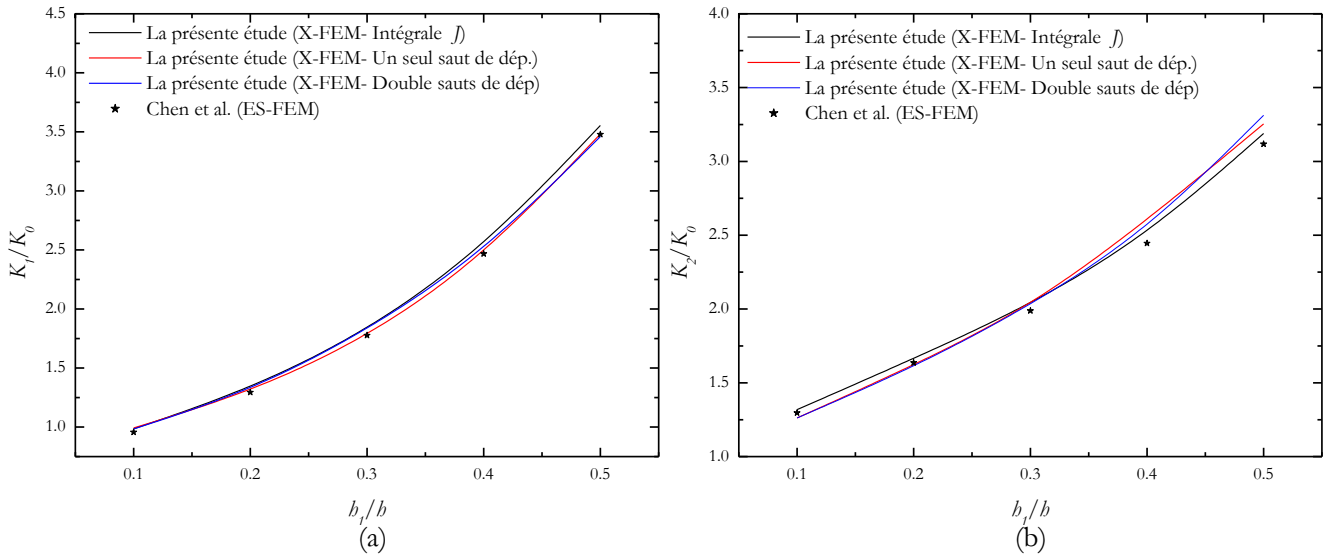 4.5
4.0
3.5
3.0
2.5
2.0
1.5
1.0
K1/K0
La présente étude (X-FEM- Intégrale J)
La présente étude (X-FEM- Un seul saut de dép.)
La présente étude (X-FEM- Double sauts de dép)
Chen et al. (ES-FEM)
0.1 0.2 0.3 0.4 0.5
h1/h
(a)
4.0
3.5
3.0
2.5
2.0
1.5
1.0
K2/K0
La présente étude (X-FEM- Intégrale J)
La présente étude (X-FEM- Un seul saut de dép.)
La présente étude (X-FEM- Double sauts de dép)
Chen et al. (ES-FEM)
0.1 0.2 0.3 0.4 0.5
h1/h
(b)